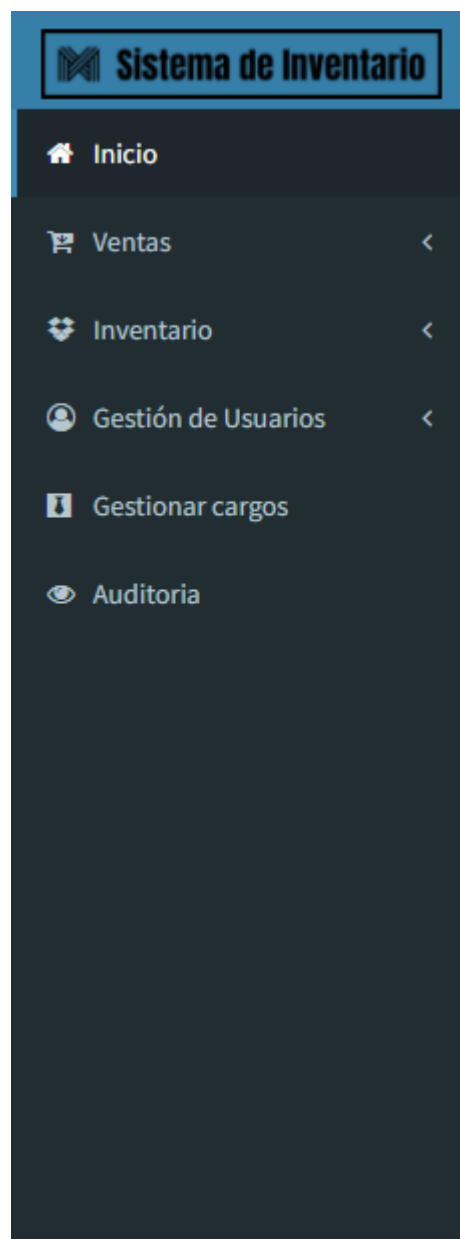 Sistema de Inventario
Inicio
Ventas
Inventario
Gestión de Usuarios
Gestionar cargos
Auditoria